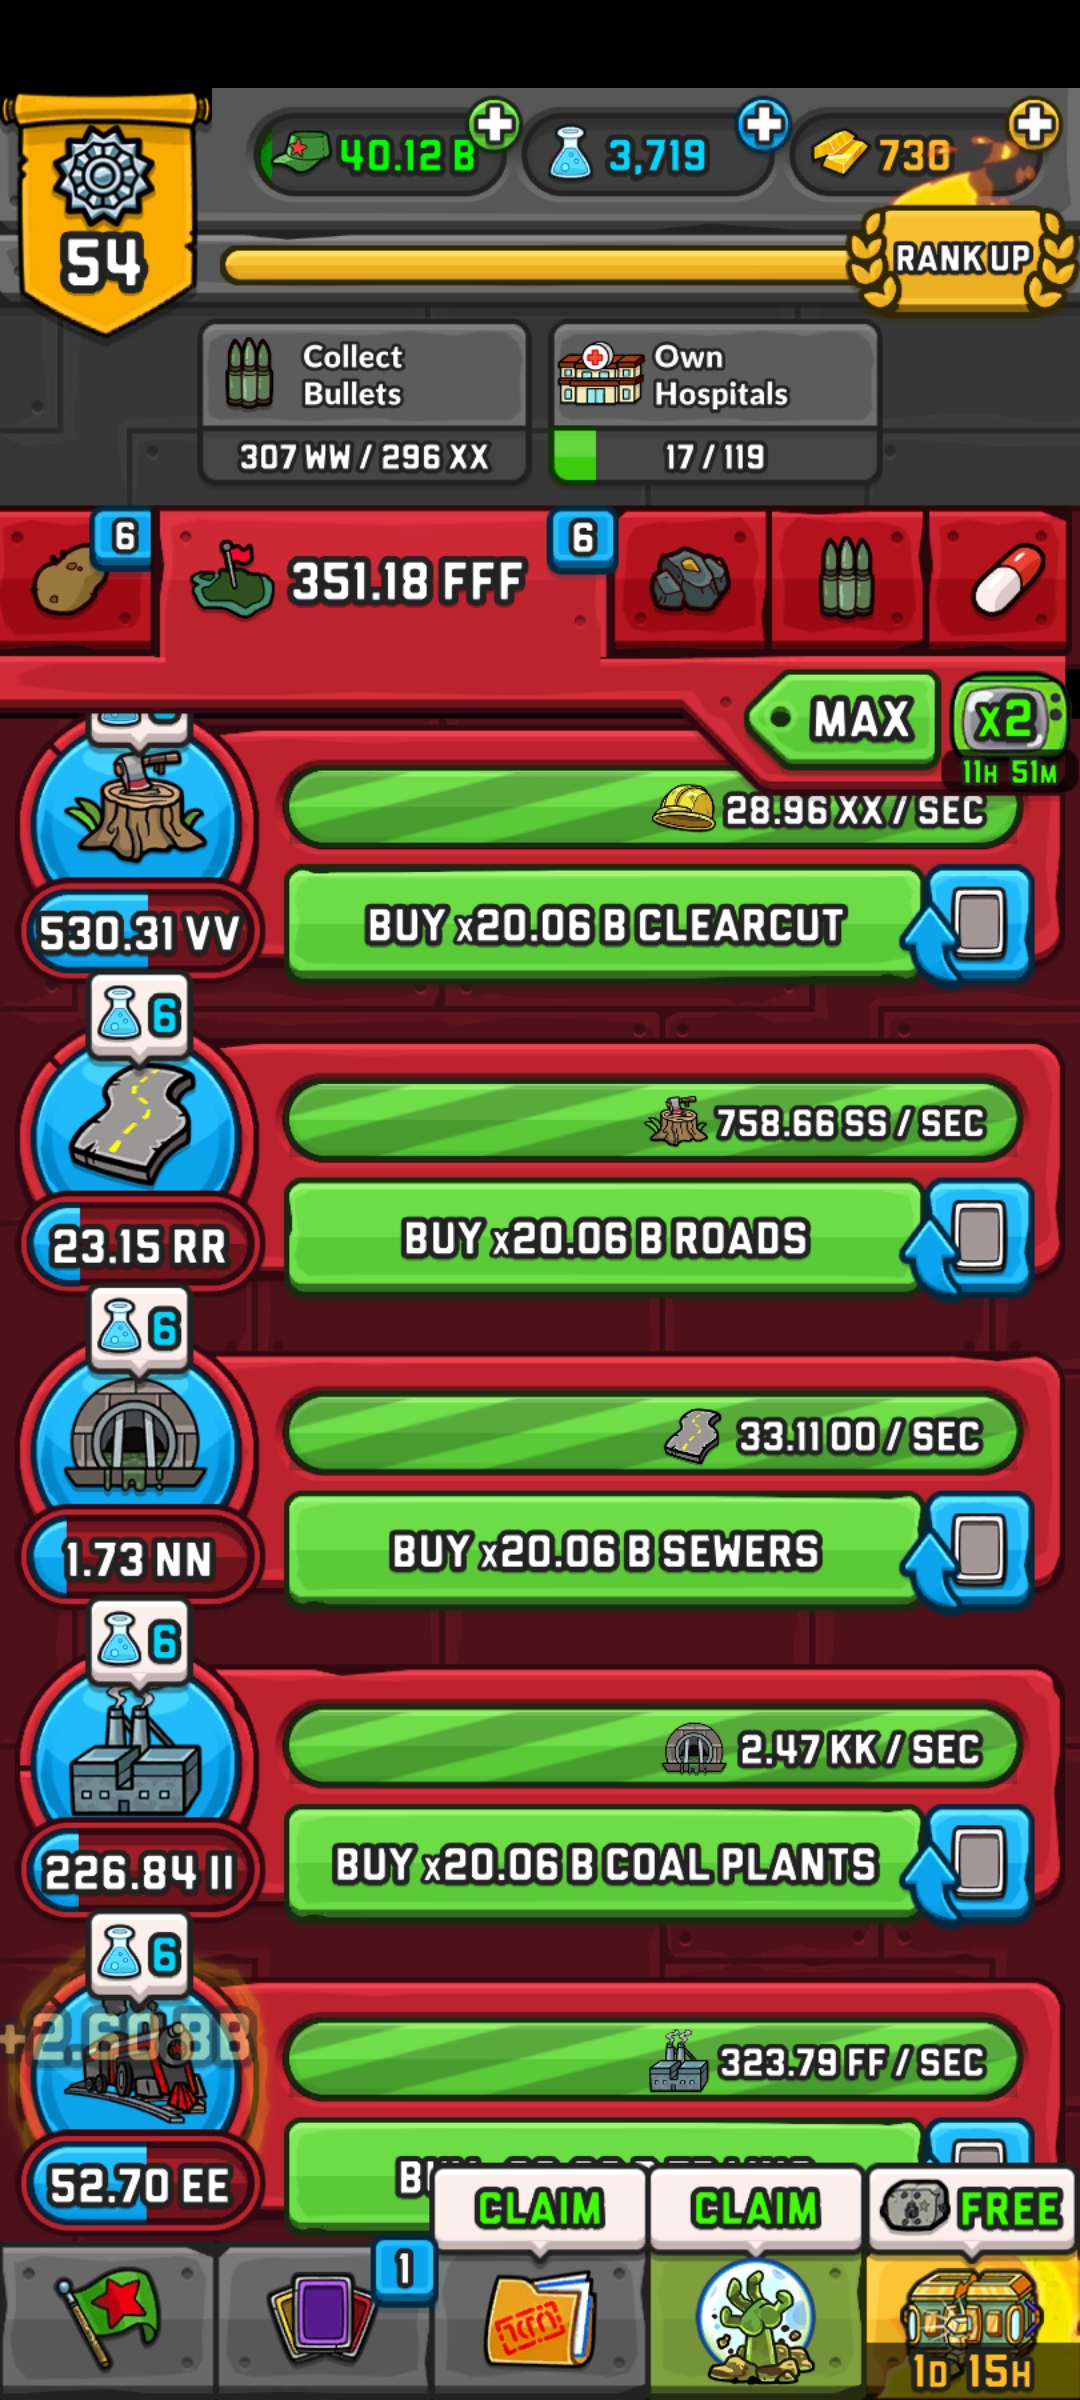 40.12 B
3,719
730
54
RANK UP
Collect
Bullets
307 WW / 296 XX
Own
Hospitals
17 / 119
6
351.18 FFF
6
MAX
x2
11H 51M
28.96 XX / SEC
530.31 VV
BUY x20.06 B CLEARCUT
6
758.66 SS / SEC
23.15 RR
BUY x20.06 B ROADS
6
33.11 OO / SEC
1.73 NN
BUY x20.06 B SEWERS
6
2.47 KK / SEC
226.84 II
BUY x20.06 B COAL PLANTS
6
+2.60 BB
323.79 FF / SEC
52.70 EE
CLAIM
CLAIM
FREE
1
1D 15H